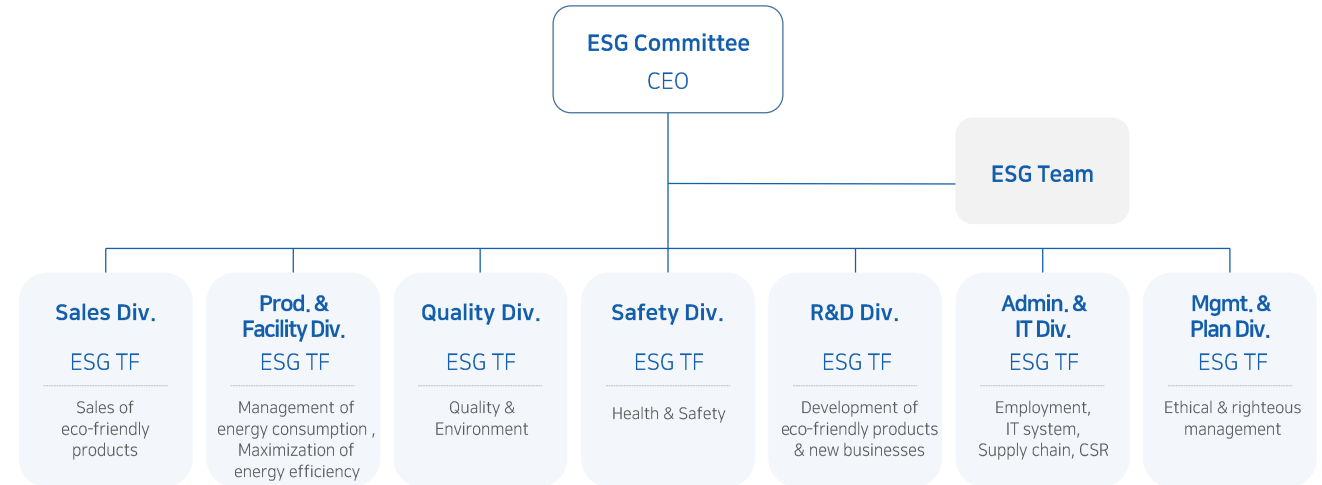 ESG Committee
CEO
ESG Team
Sales Div.
ESG TF
Sales of
eco-friendly
products
Prod. &
Facility Div.
ESG TF
Management of
energy consumption ,
Maximization of
energy efficiency
Quality Div.
ESG TF
Quality &
Environment
Safety Div.
ESG TF
Health & Safety
R&D Div.
ESG TF
Development of
eco-friendly products
& new businesses
Admin. &
IT Div.
ESG TF
Employment,
IT system,
Supply chain, CSR
Mgmt. &
Plan Div.
ESG TF
Ethical & righteous
management